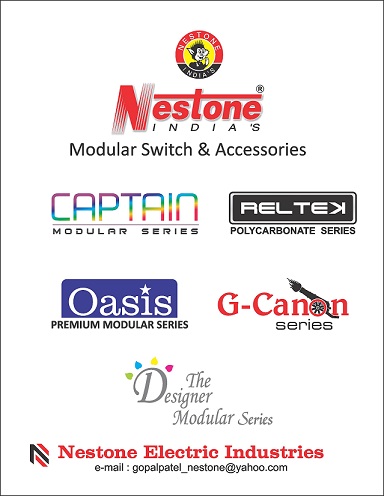 NESTONE
INDIA'S
Nestone®
INDIA'S
Modular Switch & Accessories
CAPTAIN
MODULAR SERIES
RELTEK
POLYCARBONATE SERIES
Oasis
PREMIUM MODULAR SERIES
G-Canon
series
The
Designer
Modular Series
Nestone Electric Industries
e-mail : gopalpatel_nestone@yahoo.com